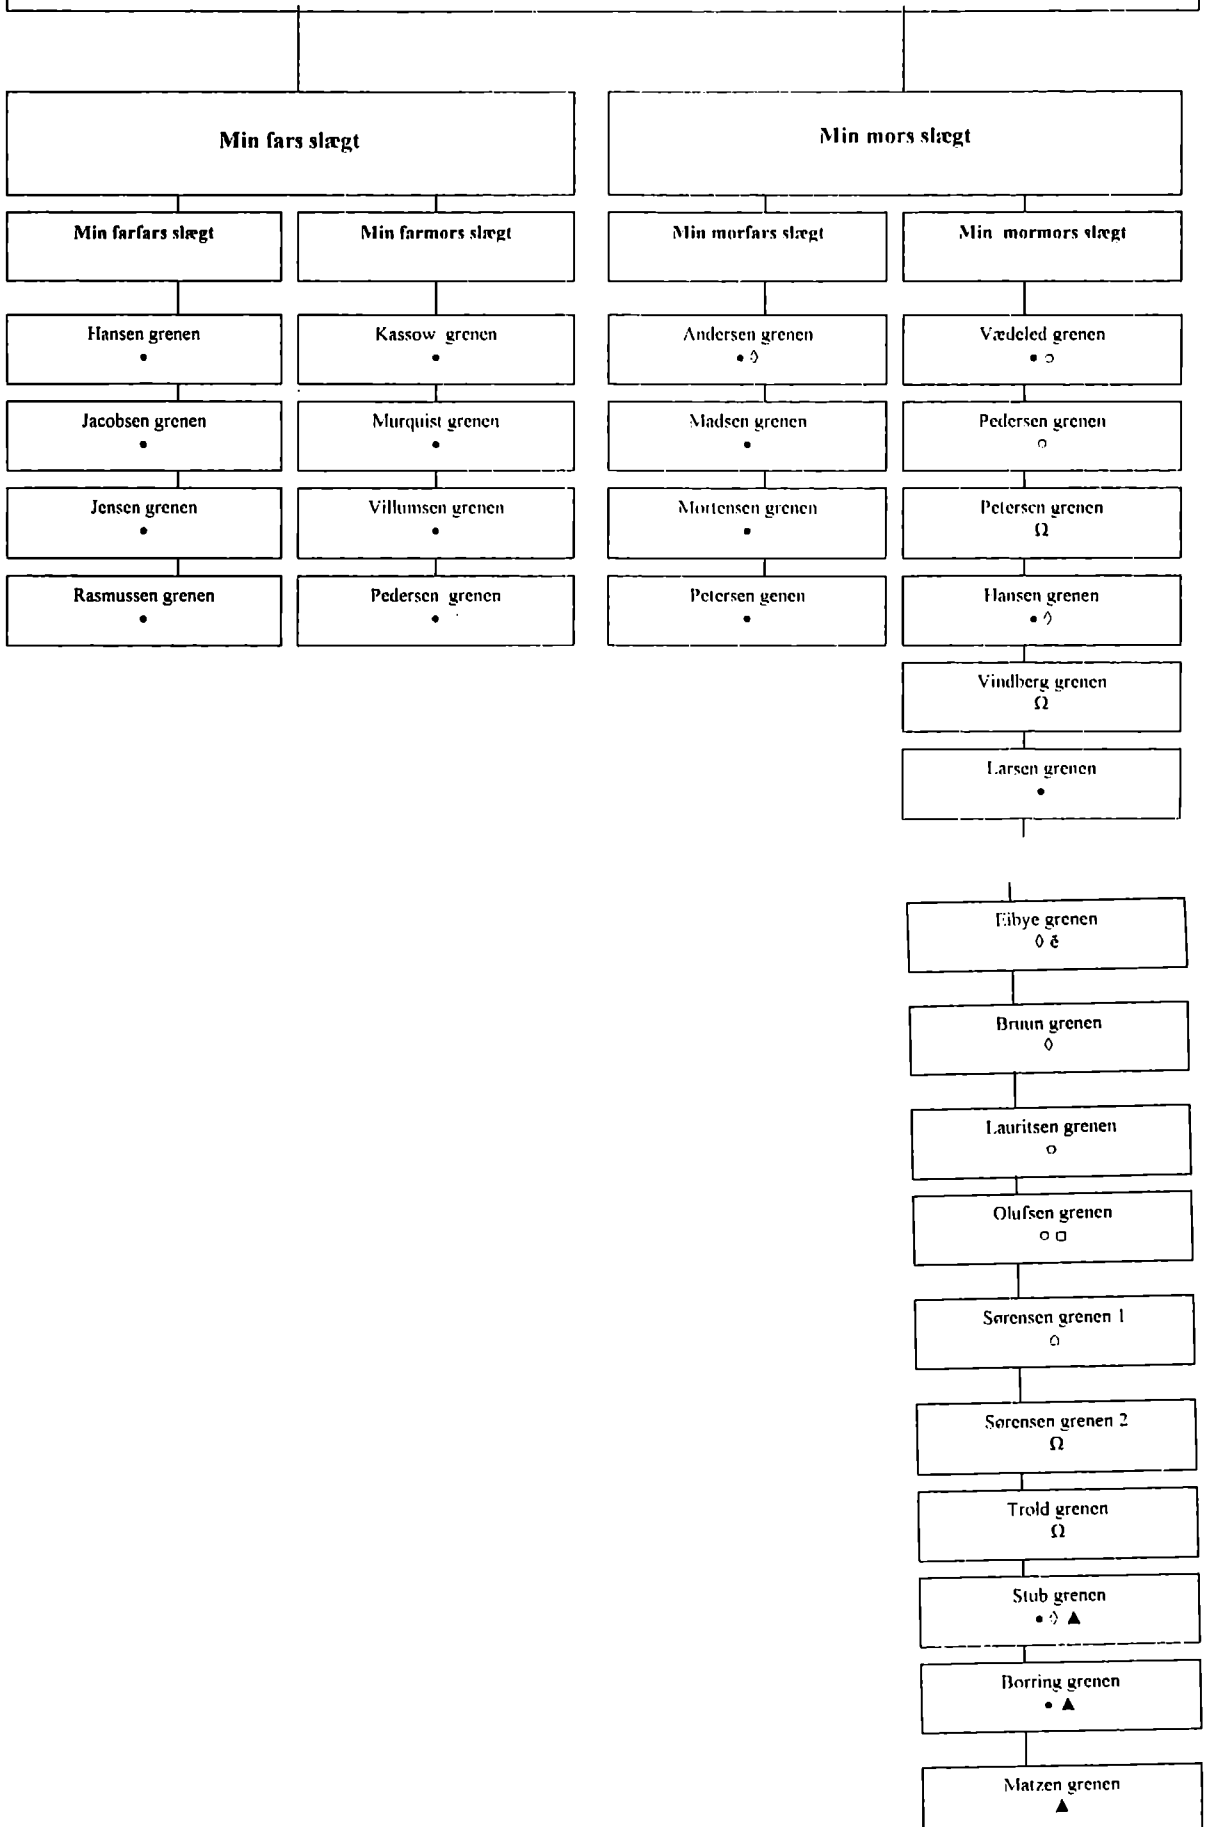 Min fars slægt
Min farfars slægt
Hansen grenen
•
Jacobsen grenen
•
Jensen grenen
•
Rasmussen grenen
•
Min farmors slægt
Kassow grenen
•
Murquist grenen
•
Villumsen grenen
•
Pedersen grenen
•
Min mors slægt
Min morfars slægt
Andersen grenen
• ◊
Madsen grenen
•
Mortensen grenen
•
Petersen genen
•
Min mormors slægt
Vædeled grenen
• ○
Pedersen grenen
○
Petersen grenen
Ω
Hansen grenen
• ◊
Vindberg grenen
Ω
Larsen grenen
•
Eibye grenen
◊ ě
Bruun grenen
◊
Lauritsen grenen
○
Olufsen grenen
○ □
Sørensen grenen 1
○
Sørensen grenen 2
Ω
Trold grenen
Ω
Stub grenen
• ◊ ▲
Borring grenen
• ▲
Matzen grenen
▲